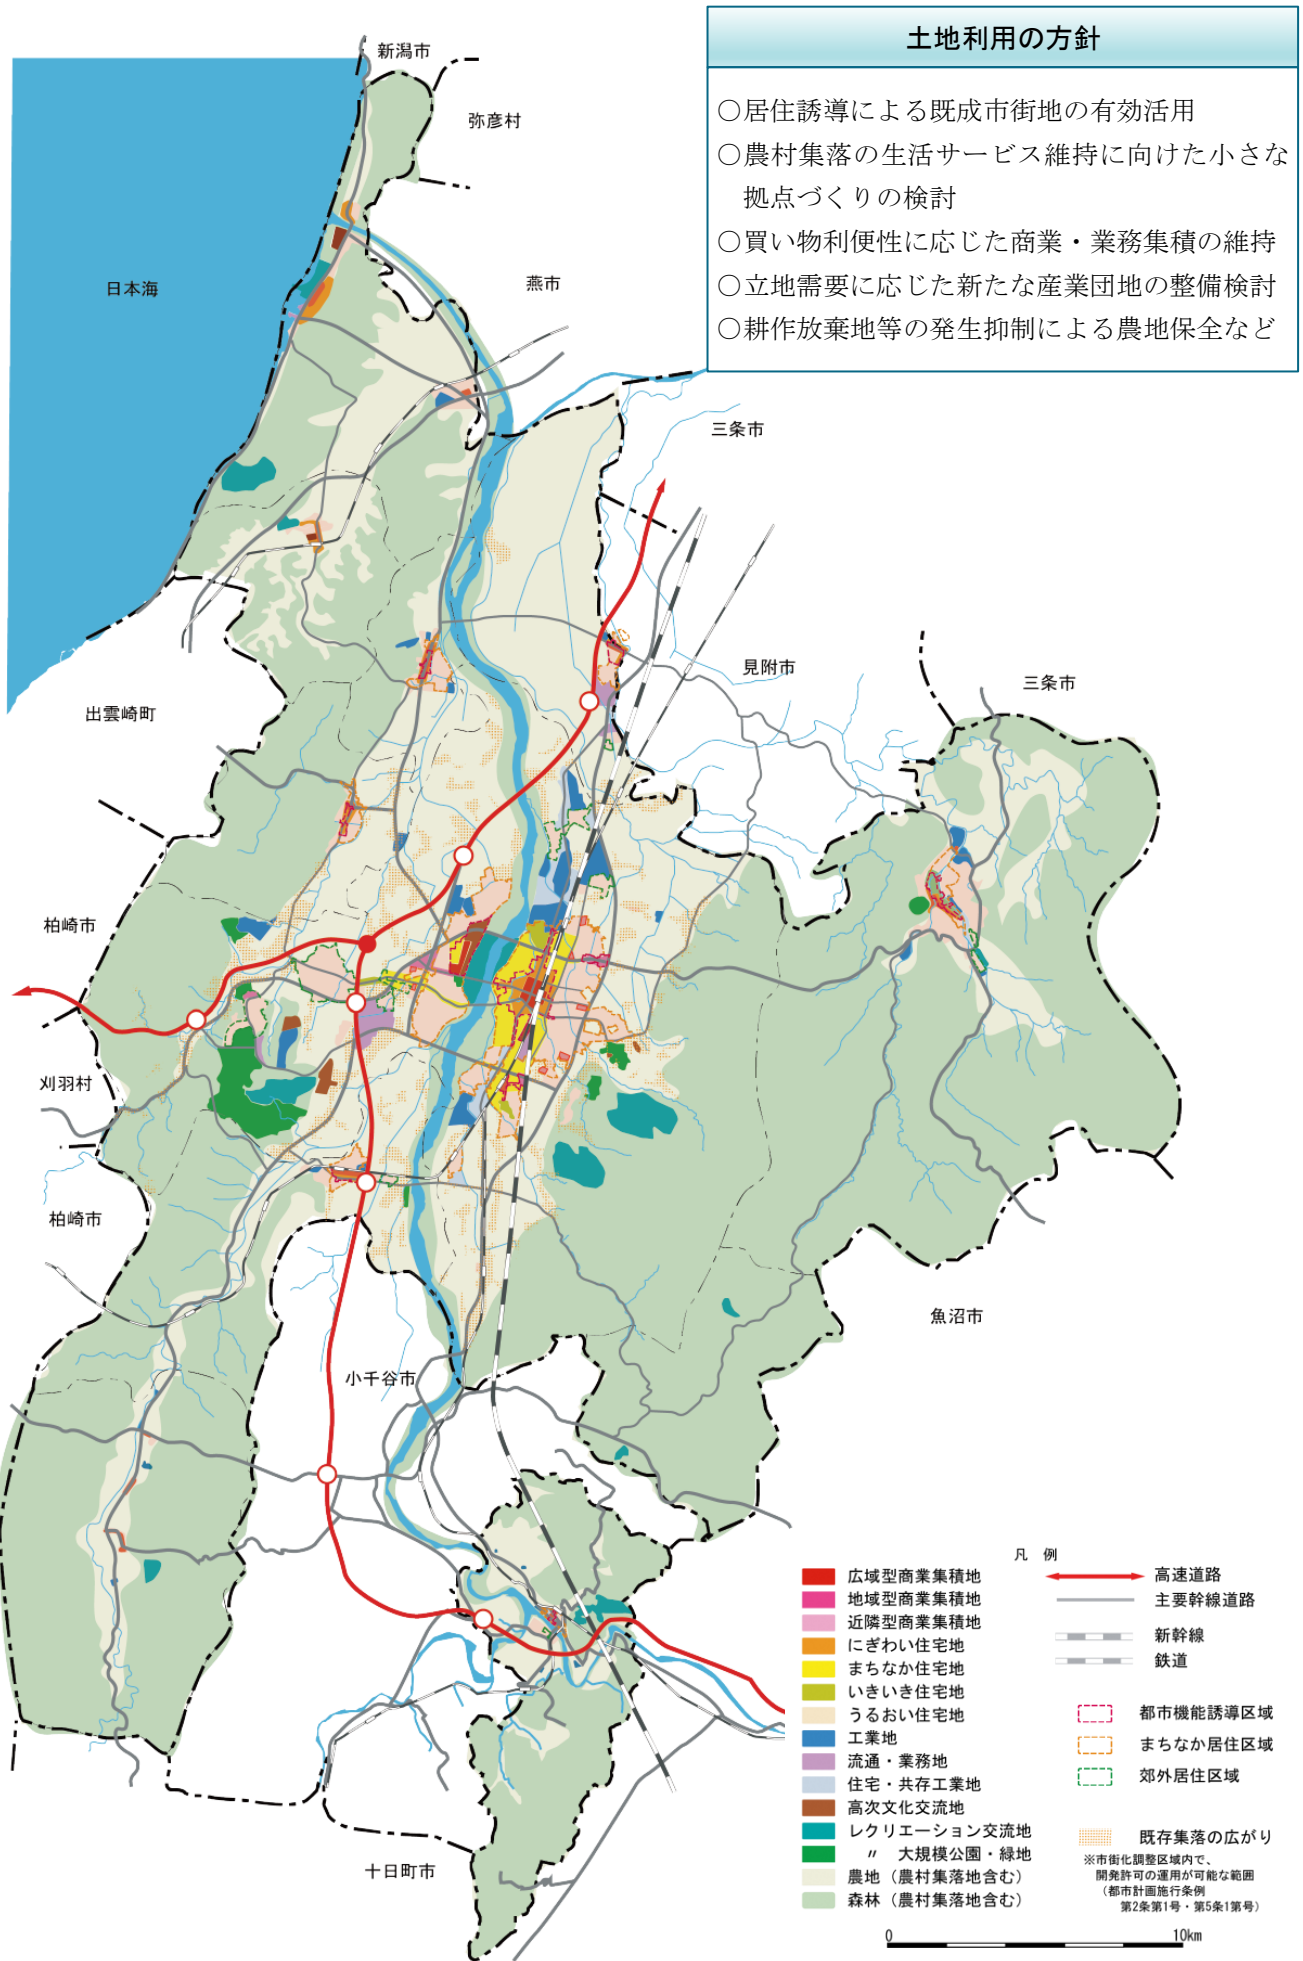 土地利用の方針
○居住誘導による既成市街地の有効活用
○農村集落の生活サービス維持に向けた小さな
拠点づくりの検討
○買い物利便性に応じた商業・業務集積の維持
○立地需要に応じた新たな産業団地の整備検討
○耕作放棄地等の発生抑制による農地保全など
新潟市
弥彦村
日本海
燕市
三条市
見附市
三条市
出雲崎町
柏崎市
刈羽村
柏崎市
魚沼市
小千谷市
十日町市
凡 例
広域型商業集積地
地域型商業集積地
近隣型商業集積地
にぎわい住宅地
まちなか住宅地
いきいき住宅地
うるおい住宅地
工業地
流通・業務地
住宅・共存工業地
高次文化交流地
レクリエーション交流地
〃 大規模公園・緑地
農地（農村集落地含む）
森林（農村集落地含む）
高速道路
主要幹線道路
新幹線
鉄道
都市機能誘導区域
まちなか居住区域
郊外居住区域
既存集落の広がり
※市街化調整区域内で、
開発許可の運用が可能な範囲
（都市計画施行条例
第2条第1号・第5条1第号）
0 10km